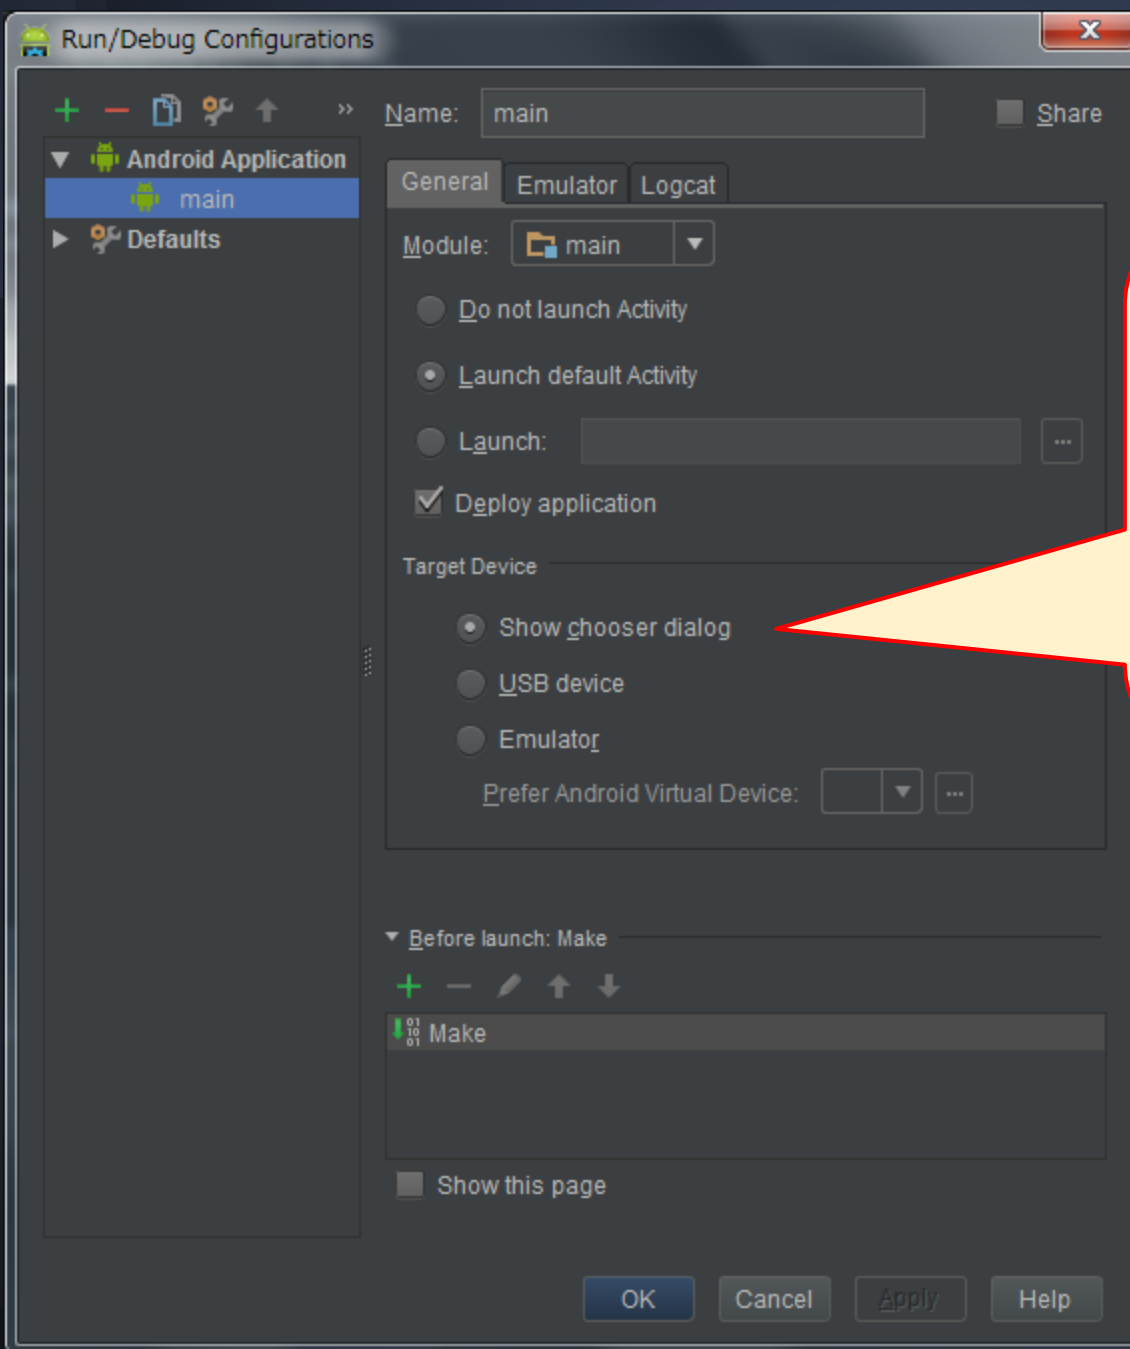 Run/Debug Configurations
Name: main Share
Android Application
main
Defaults
General Emulator Logcat
Module: main
Do not launch Activity
Launch default Activity
Launch: ...
Deploy application
Target Device
Show chooser dialog
USB device
Emulator
Prefer Android Virtual Device: ...
Before launch: Make
Make
Show this page
OK Cancel Apply Help